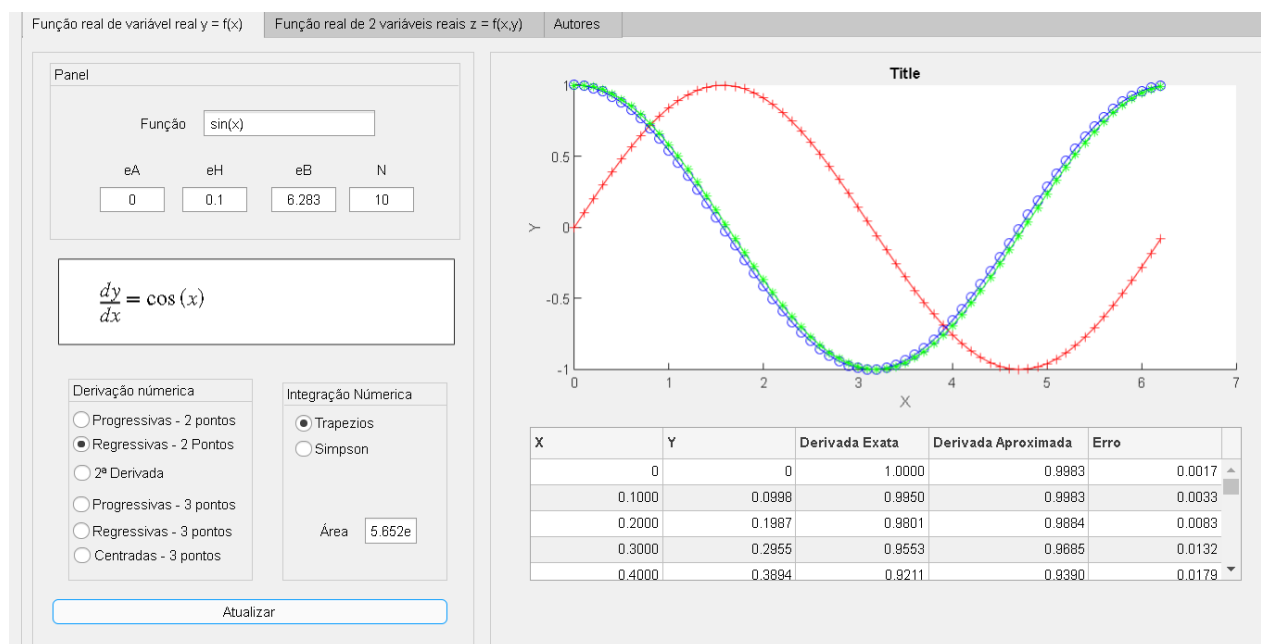 Função real de variável real y = f(x) Função real de 2 variáveis reais z = f(x,y) Autores
Panel
Função sin(x)
eA eH eB N
0 0.1 6.283 10
dy/dx = cos (x)
Derivação númerica
Progressivas - 2 pontos
Regressivas - 2 Pontos
2ª Derivada
Progressivas - 3 pontos
Regressivas - 3 pontos
Centradas - 3 pontos
Integração Númerica
Trapezios
Simpson
Área 5.652e
Atualizar
Title
1
0.5
0
-0.5
-1
Y
0 1 2 3 4 5 6 7
X
X Y Derivada Exata Derivada Aproximada Erro
0 0 1.0000 0.9983 0.0017
0.1000 0.0998 0.9950 0.9983 0.0033
0.2000 0.1987 0.9801 0.9884 0.0083
0.3000 0.2955 0.9553 0.9685 0.0132
0.4000 0.3894 0.9211 0.9390 0.0179